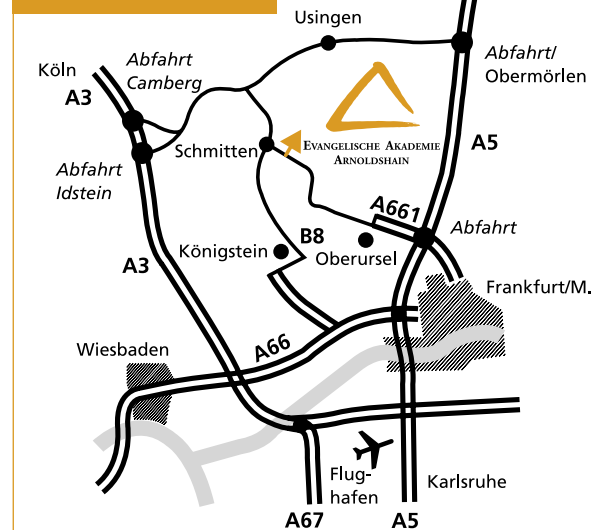 Usingen
Köln
Abfahrt
Camberg
A3
Abfahrt/
Obermörlen
EVANGELISCHE AKADEMIE
ARNOLDSHAIN
Schmitten
A5
Abfahrt
Idstein
A661
Abfahrt
B8
Königstein
Oberursel
A3
Frankfurt/M.
A66
Wiesbaden
Flug-
hafen
Karlsruhe
A67
A5